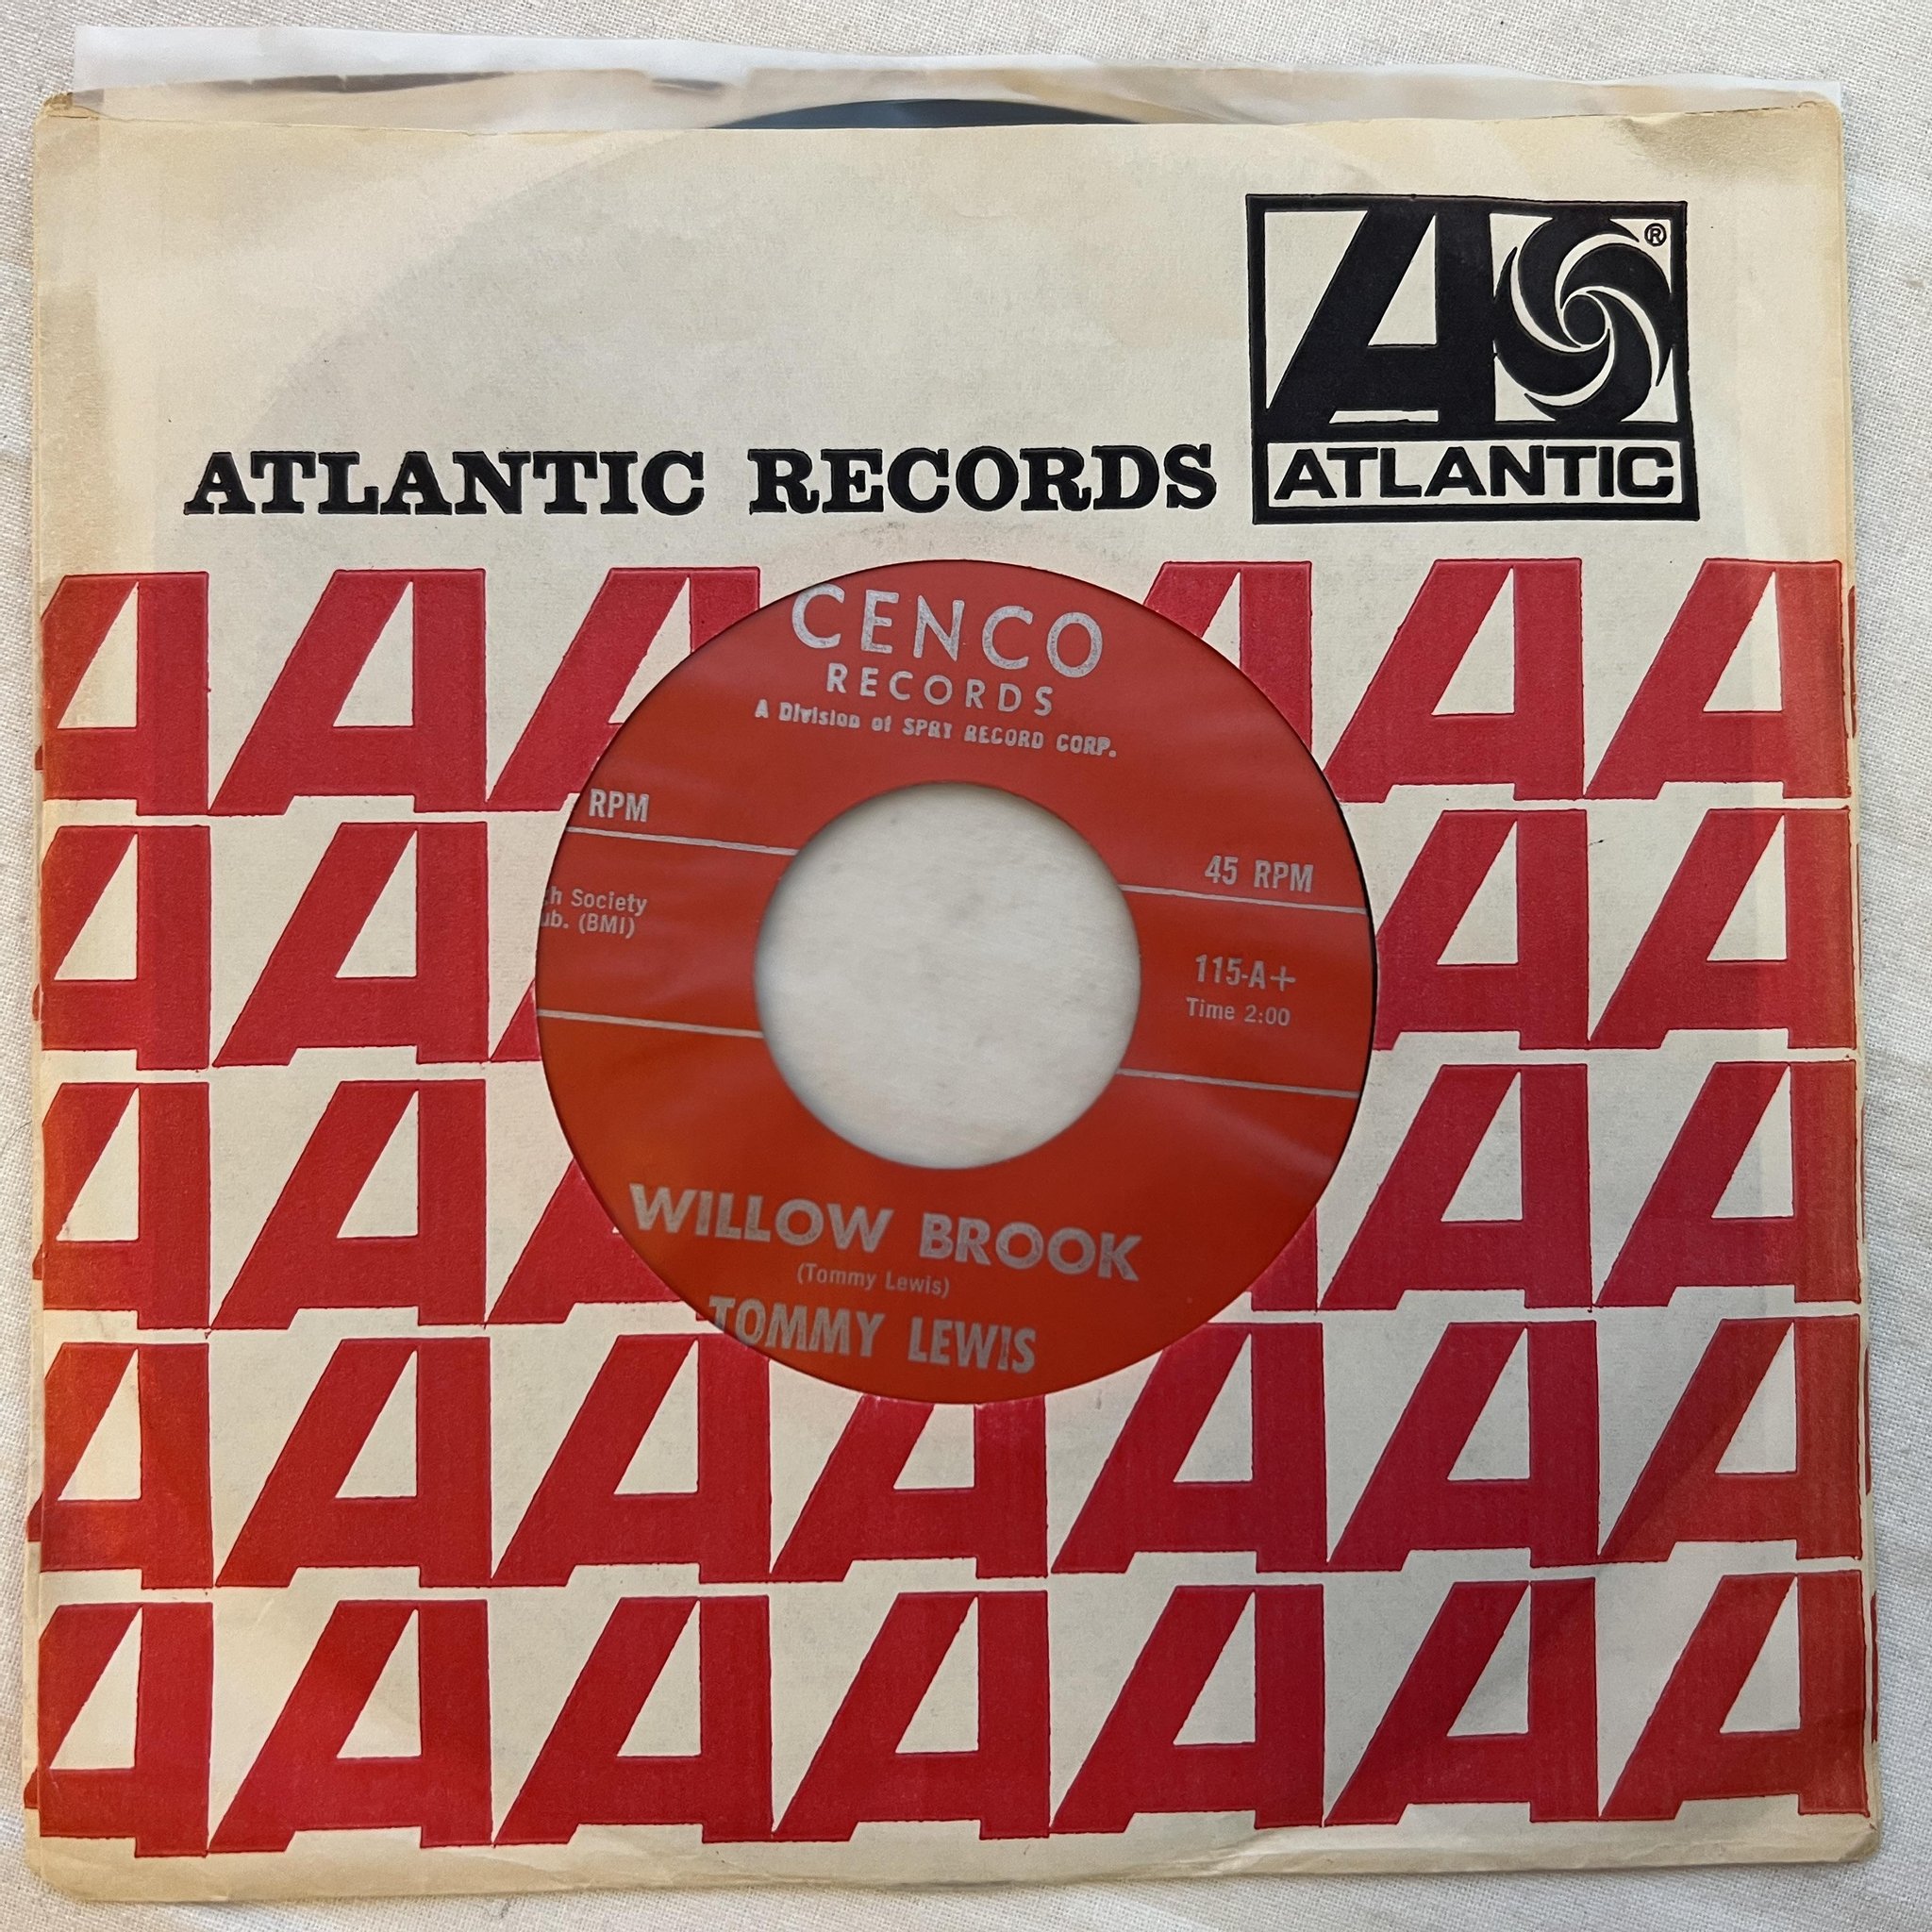 ATLANTIC RECORDS
®
ATLANTIC
CENCO
RECORDS
A Division of SPRY RECORD CORP.
RPM
45 RPM
Society
(BMI)
115-A+
Time 2:00
WILLOW BROOK
(Tommy Lewis)
TOMMY LEWIS